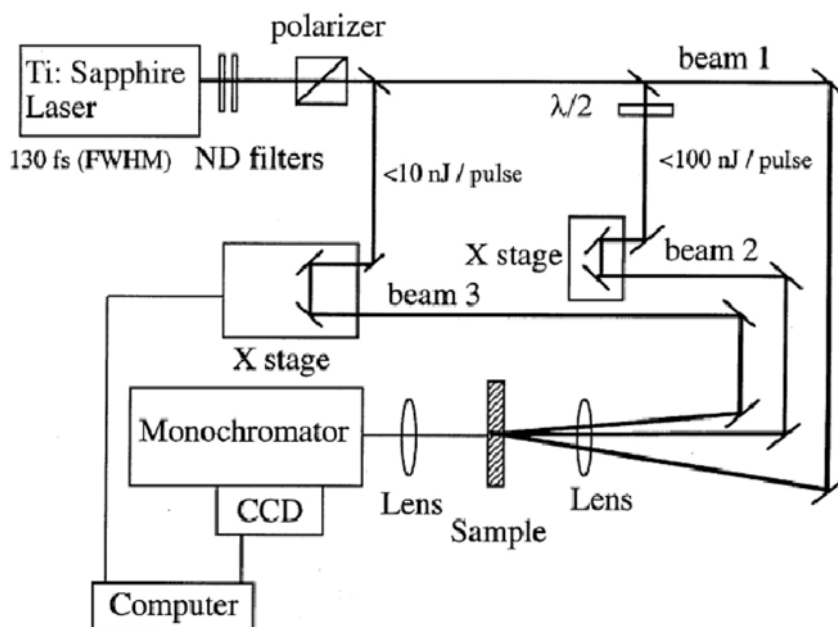 polarizer
Ti: Sapphire
Laser
beam 1
λ/2
130 fs (FWHM)
ND filters
<10 nJ / pulse
<100 nJ / pulse
X stage
beam 2
beam 3
X stage
Monochromator
CCD
Lens
Lens
Sample
Computer